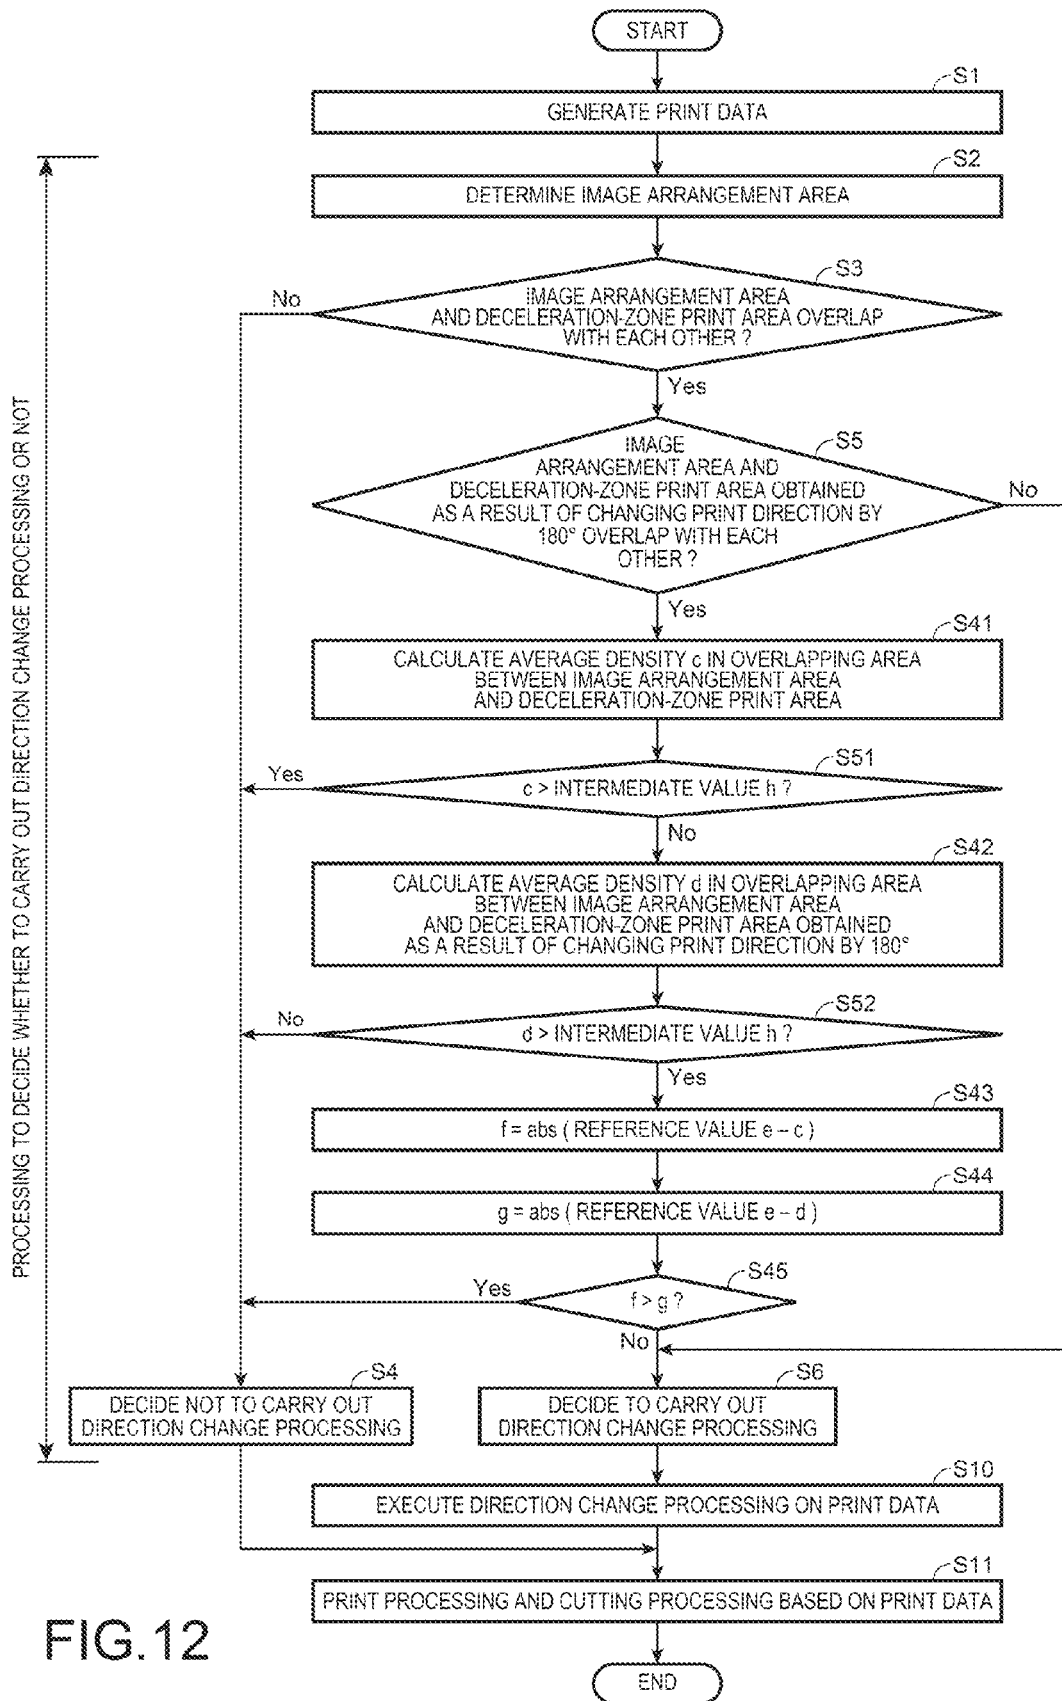 START
S1
GENERATE PRINT DATA
S2
DETERMINE IMAGE ARRANGEMENT AREA
S3
No
IMAGE ARRANGEMENT AREA
AND DECELERATION-ZONE PRINT AREA OVERLAP
WITH EACH OTHER ?
Yes
S5
IMAGE
ARRANGEMENT AREA AND
DECELERATION-ZONE PRINT AREA OBTAINED
AS A RESULT OF CHANGING PRINT DIRECTION BY
180° OVERLAP WITH EACH
OTHER ?
No
Yes
S41
CALCULATE AVERAGE DENSITY c IN OVERLAPPING AREA
BETWEEN IMAGE ARRANGEMENT AREA
AND DECELERATION-ZONE PRINT AREA
S51
Yes
c > INTERMEDIATE VALUE h ?
No
S42
CALCULATE AVERAGE DENSITY d IN OVERLAPPING AREA
BETWEEN IMAGE ARRANGEMENT AREA
AND DECELERATION-ZONE PRINT AREA OBTAINED
AS A RESULT OF CHANGING PRINT DIRECTION BY 180°
S52
No
d > INTERMEDIATE VALUE h ?
Yes
S43
f = abs ( REFERENCE VALUE e – c )
S44
g = abs ( REFERENCE VALUE e – d )
S45
Yes
f > g ?
No
S4
DECIDE NOT TO CARRY OUT
DIRECTION CHANGE PROCESSING
S6
DECIDE TO CARRY OUT
DIRECTION CHANGE PROCESSING
S10
EXECUTE DIRECTION CHANGE PROCESSING ON PRINT DATA
S11
PRINT PROCESSING AND CUTTING PROCESSING BASED ON PRINT DATA
END
PROCESSING TO DECIDE WHETHER TO CARRY OUT DIRECTION CHANGE PROCESSING OR NOT
FIG.12